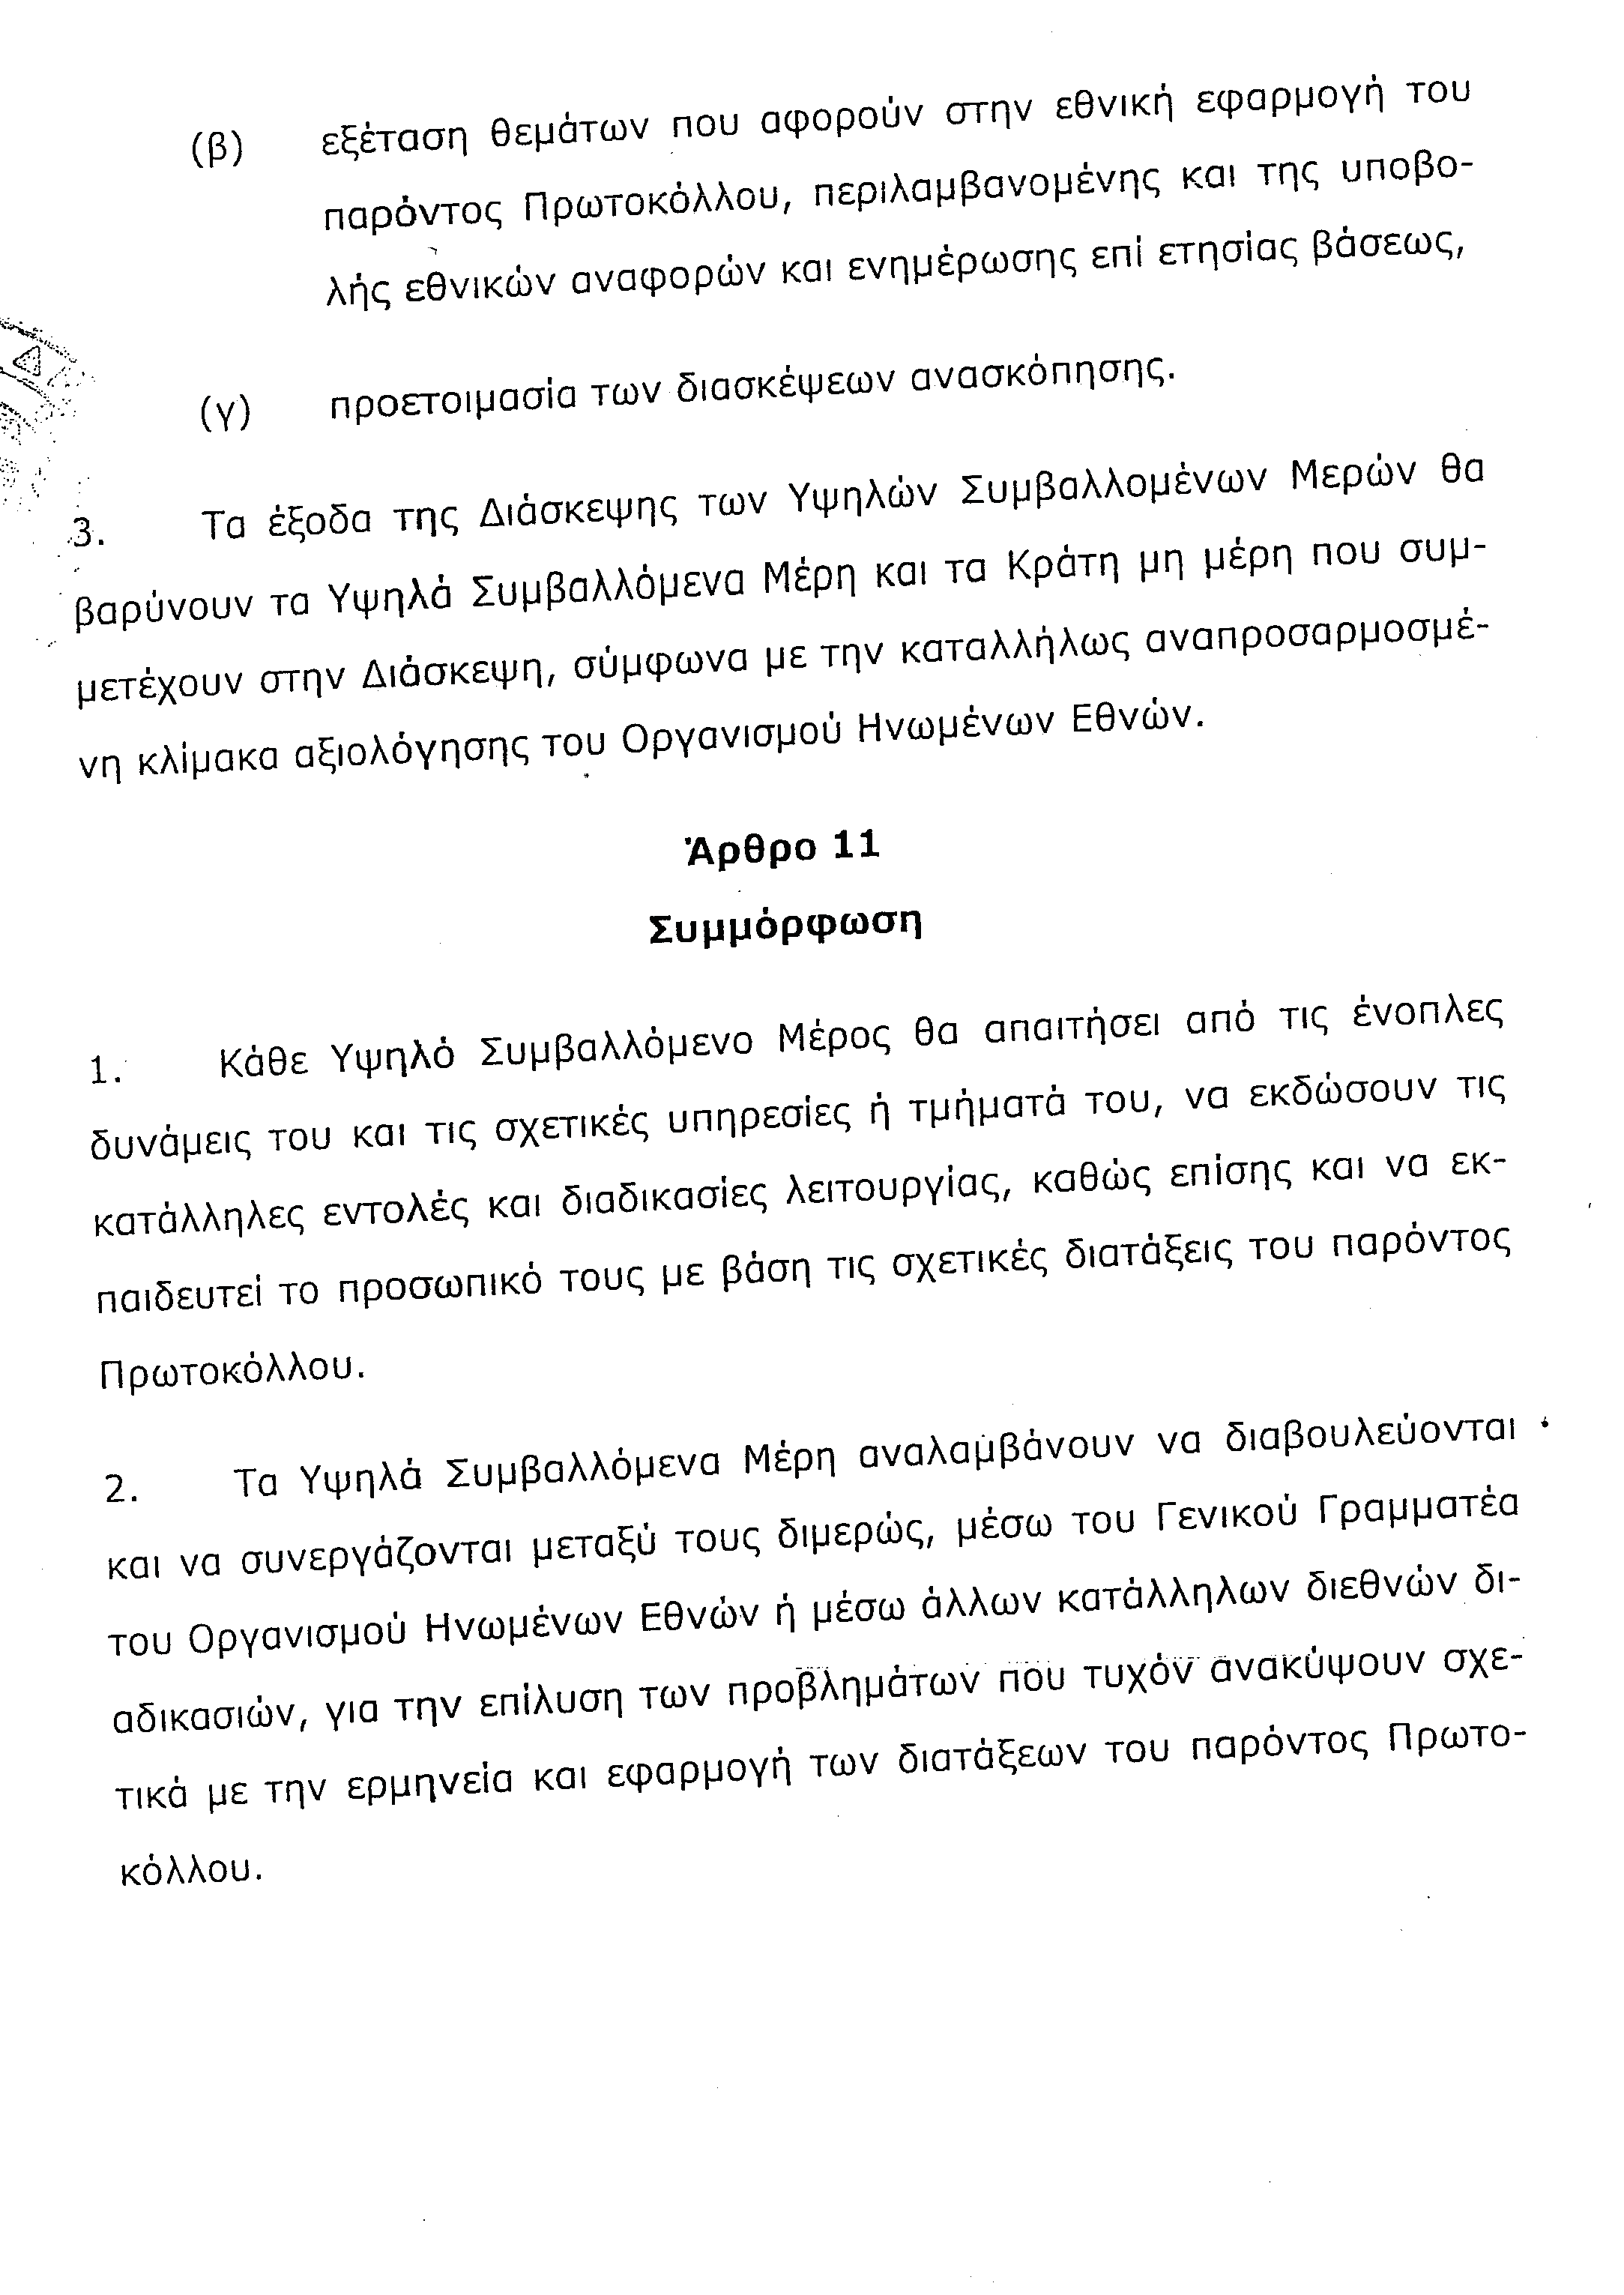 (β) εξέταση θεμάτων που αφορούν στην εθνική εφαρμογή του
παρόντος Πρωτοκόλλου, περιλαμβανομένης και της υποβο-
λής εθνικών αναφορών και ενημέρωσης επί ετησίας βάσεως,
(γ) προετοιμασία των διασκέψεων ανασκόπησης.
3. Τα έξοδα της Διάσκεψης των Υψηλών Συμβαλλομένων Μερών θα
βαρύνουν τα Υψηλά Συμβαλλόμενα Μέρη και τα Κράτη μη μέρη που συμ-
μετέχουν στην Διάσκεψη, σύμφωνα με την καταλλήλως αναπροσαρμοσμέ-
νη κλίμακα αξιολόγησης του Οργανισμού Ηνωμένων Εθνών.
Άρθρο 11
Συμμόρφωση
1. Κάθε Υψηλό Συμβαλλόμενο Μέρος θα απαιτήσει από τις ένοπλες
δυνάμεις του και τις σχετικές υπηρεσίες ή τμήματά του, να εκδώσουν τις
κατάλληλες εντολές και διαδικασίες λειτουργίας, καθώς επίσης και να εκ-
παιδευτεί το προσωπικό τους με βάση τις σχετικές διατάξεις του παρόντος
Πρωτοκόλλου.
2. Τα Υψηλά Συμβαλλόμενα Μέρη αναλαμβάνουν να διαβουλεύονται
και να συνεργάζονται μεταξύ τους διμερώς, μέσω του Γενικού Γραμματέα
του Οργανισμού Ηνωμένων Εθνών ή μέσω άλλων κατάλληλων διεθνών δι-
αδικασιών, για την επίλυση των προβλημάτων που τυχόν ανακύψουν σχε-
τικά με την ερμηνεία και εφαρμογή των διατάξεων του παρόντος Πρωτο-
κόλλου.